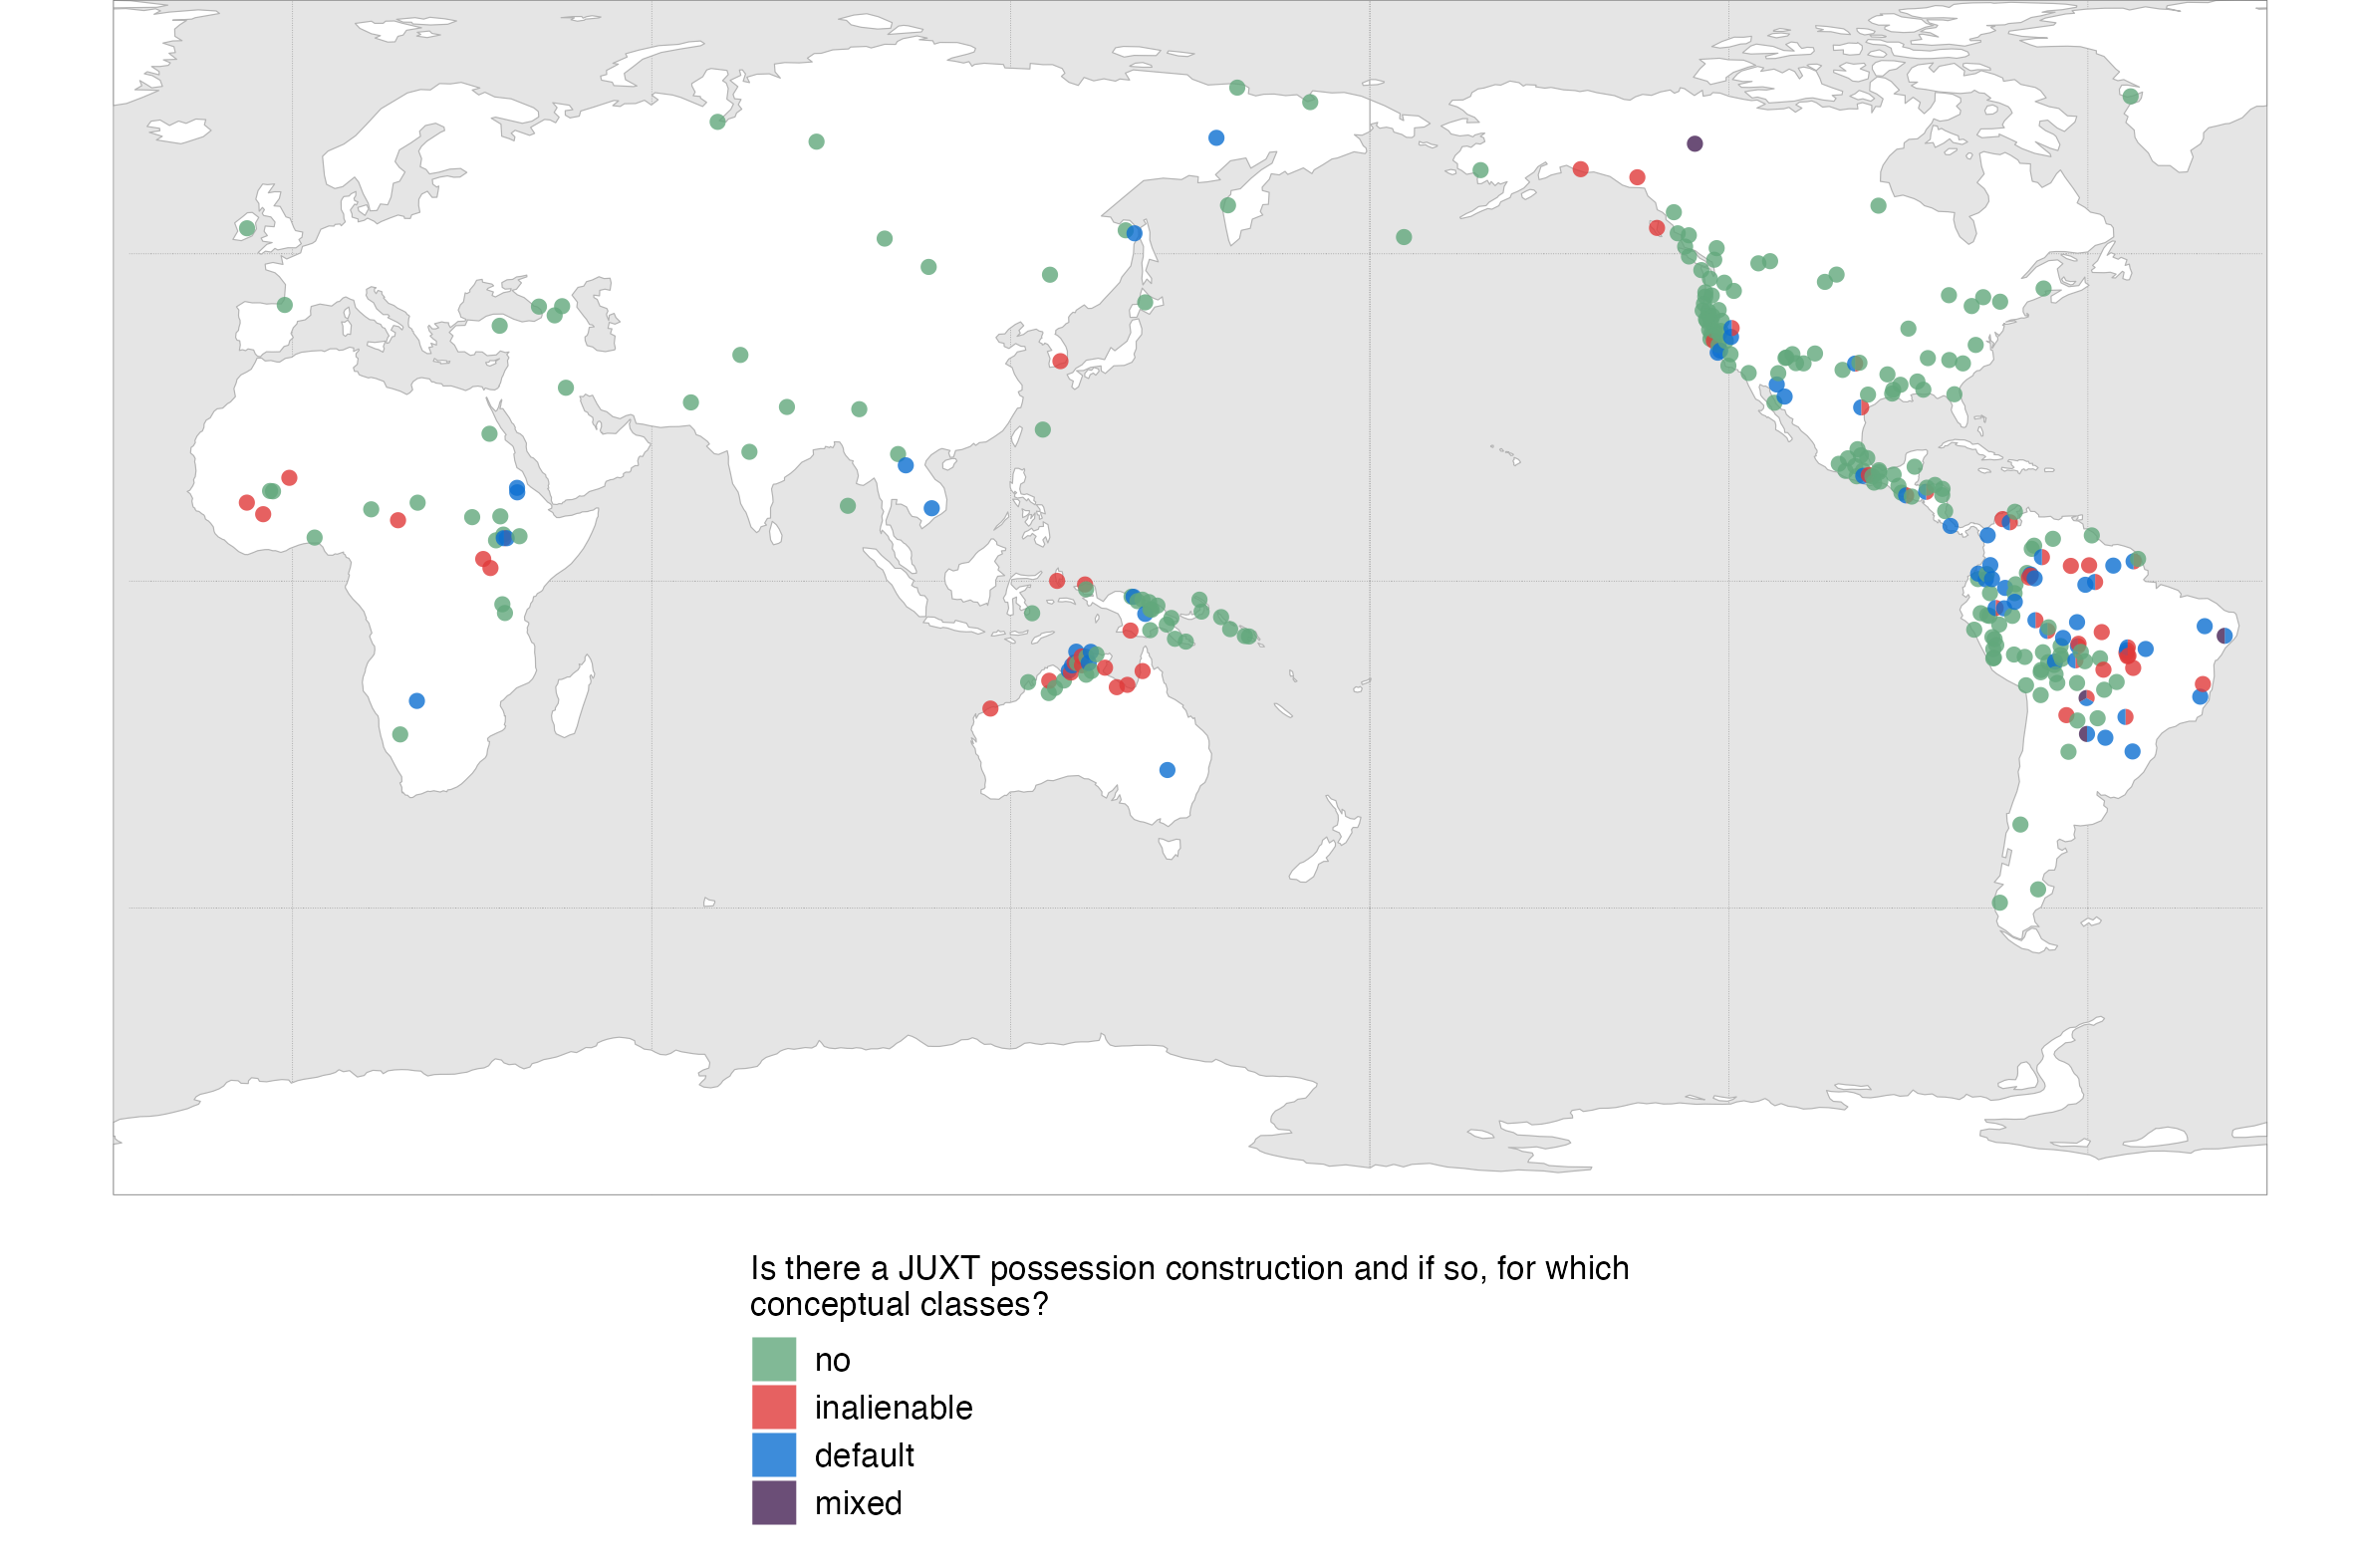 Is there a JUXT possession construction and if so, for which
conceptual classes?
no
inalienable
default
mixed